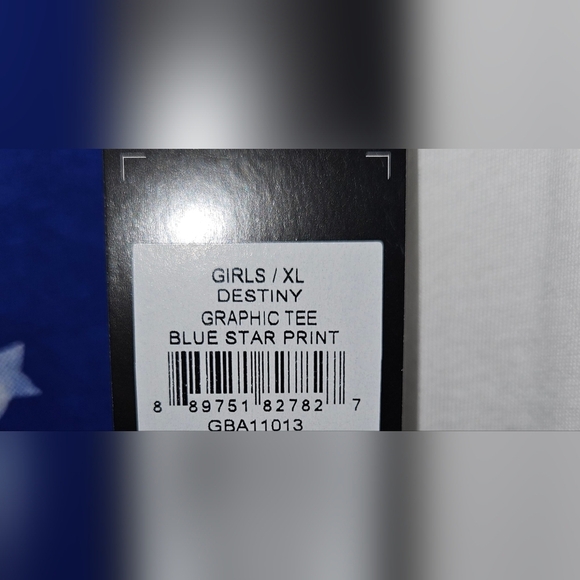 GIRLS / XL
DESTINY
GRAPHIC TEE
BLUE STAR PRINT
8 89751 82782 7
GBA11013